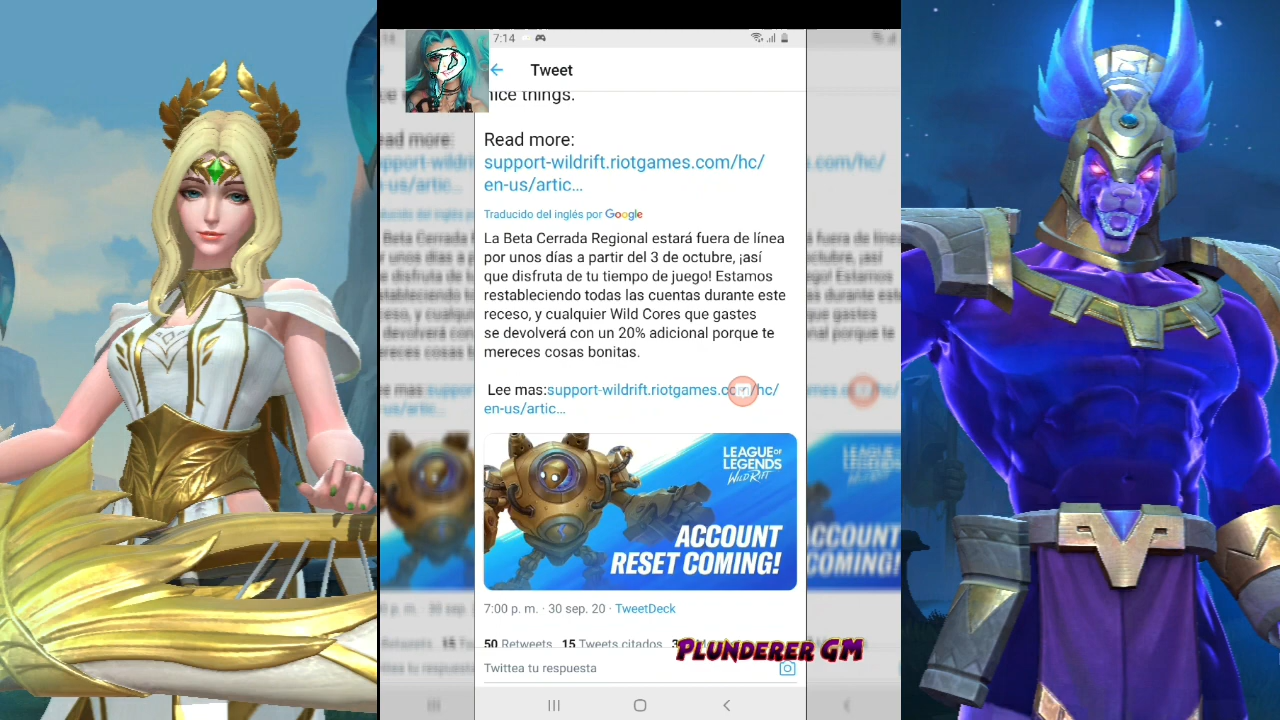 7:14
Tweet
nice things.
Read more:
support-wildrift.riotgames.com/hc/
en-us/artic...
Traducido del inglés por Google
La Beta Cerrada Regional estará fuera de línea
por unos días a partir del 3 de octubre, ¡así
que disfruta de tu tiempo de juego! Estamos
restableciendo todas las cuentas durante este
receso, y cualquier Wild Cores que gastes
se devolverá con un 20% adicional porque te
mereces cosas bonitas.
Lee mas:support-wildrift.riotgames.com/hc/
en-us/artic...
LEAGUE OF
LEGENDS
WILD RIFT
ACCOUNT
RESET COMING!
7:00 p. m. · 30 sep. 20 · TweetDeck
50 Retweets 15 Tweets citados
PLUNDERER GM
Twittea tu respuesta